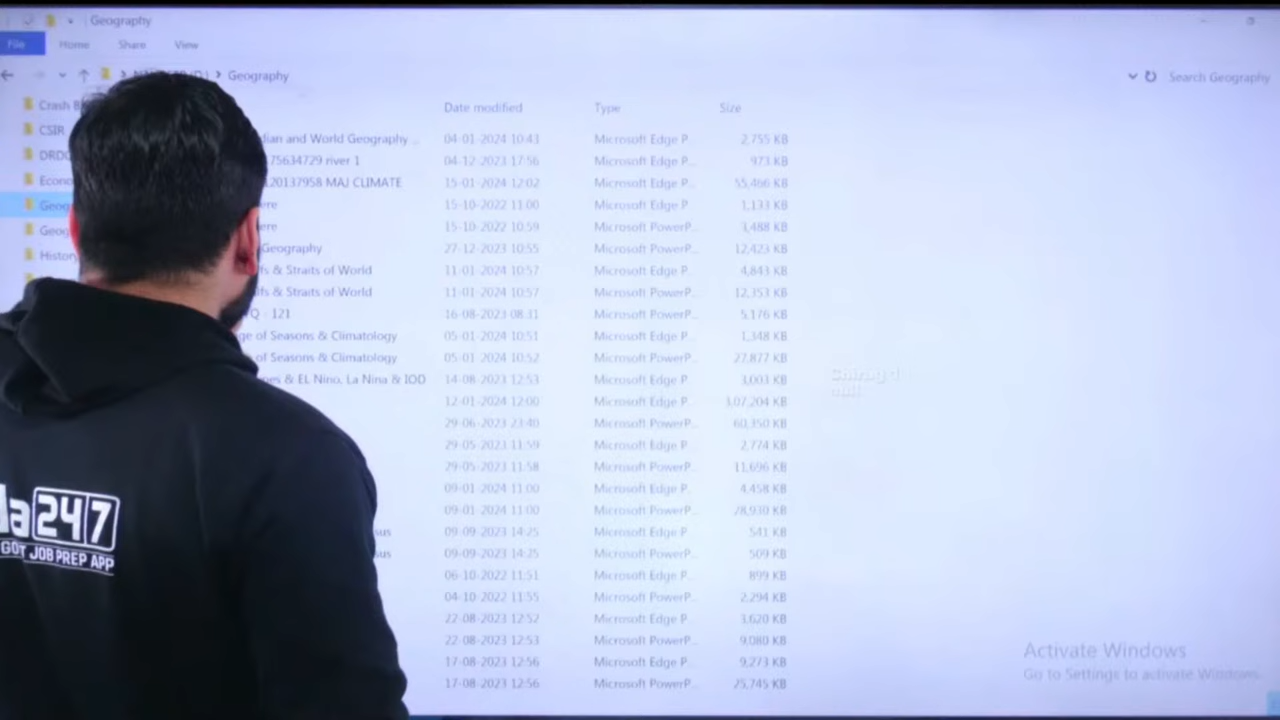 Geography
File Home Share View
Geography Search Geography
Crash
CSIR
Date modified Type Size
and World Geography... 04-01-2024 10:43 Microsoft Edge P... 2,755 KB
75634729 river 1 04-12-2023 17:56 Microsoft Edge P... 973 KB
120137958 MAJ CLIMATE 15-01-2024 12:02 Microsoft Edge P... 55,466 KB
15-10-2022 11:00 Microsoft Edge P... 1,133 KB
15-10-2022 10:59 Microsoft PowerP... 3,488 KB
Geography 27-12-2023 10:55 Microsoft PowerP... 12,423 KB
& Straits of World 11-01-2024 10:57 Microsoft Edge P... 4,843 KB
& Straits of World 11-01-2024 10:57 Microsoft PowerP... 12,353 KB
121 16-08-2023 08:31 Microsoft PowerP... 5,176 KB
of Seasons & Climatology 05-01-2024 10:51 Microsoft Edge P... 1,348 KB
of Seasons & Climatology 05-01-2024 10:52 Microsoft PowerP... 27,877 KB
& EL Nino, La Nina & IOD 14-08-2023 12:53 Microsoft Edge P... 3,003 KB
12-01-2024 12:00 Microsoft Edge P... 1,07,204 KB
29-06-2023 23:40 Microsoft PowerP... 60,350 KB
29-05-2023 11:59 Microsoft Edge P... 2,774 KB
29-05-2023 11:58 Microsoft PowerP... 11,696 KB
09-01-2024 11:00 Microsoft Edge P... 4,458 KB
09-01-2024 11:00 Microsoft PowerP... 28,930 KB
09-09-2023 14:25 Microsoft Edge P... 541 KB
09-09-2023 14:25 Microsoft PowerP... 509 KB
06-10-2022 11:51 Microsoft Edge P... 899 KB
04-10-2022 11:55 Microsoft PowerP... 2,294 KB
22-08-2023 12:52 Microsoft Edge P... 3,620 KB
22-08-2023 12:53 Microsoft PowerP... 9,080 KB
17-08-2023 12:56 Microsoft Edge P... 9,273 KB
17-08-2023 12:56 Microsoft PowerP... 25,745 KB
History
247
GOT JOB PREP APP
Activate Windows
Go to Settings to activate Windows.